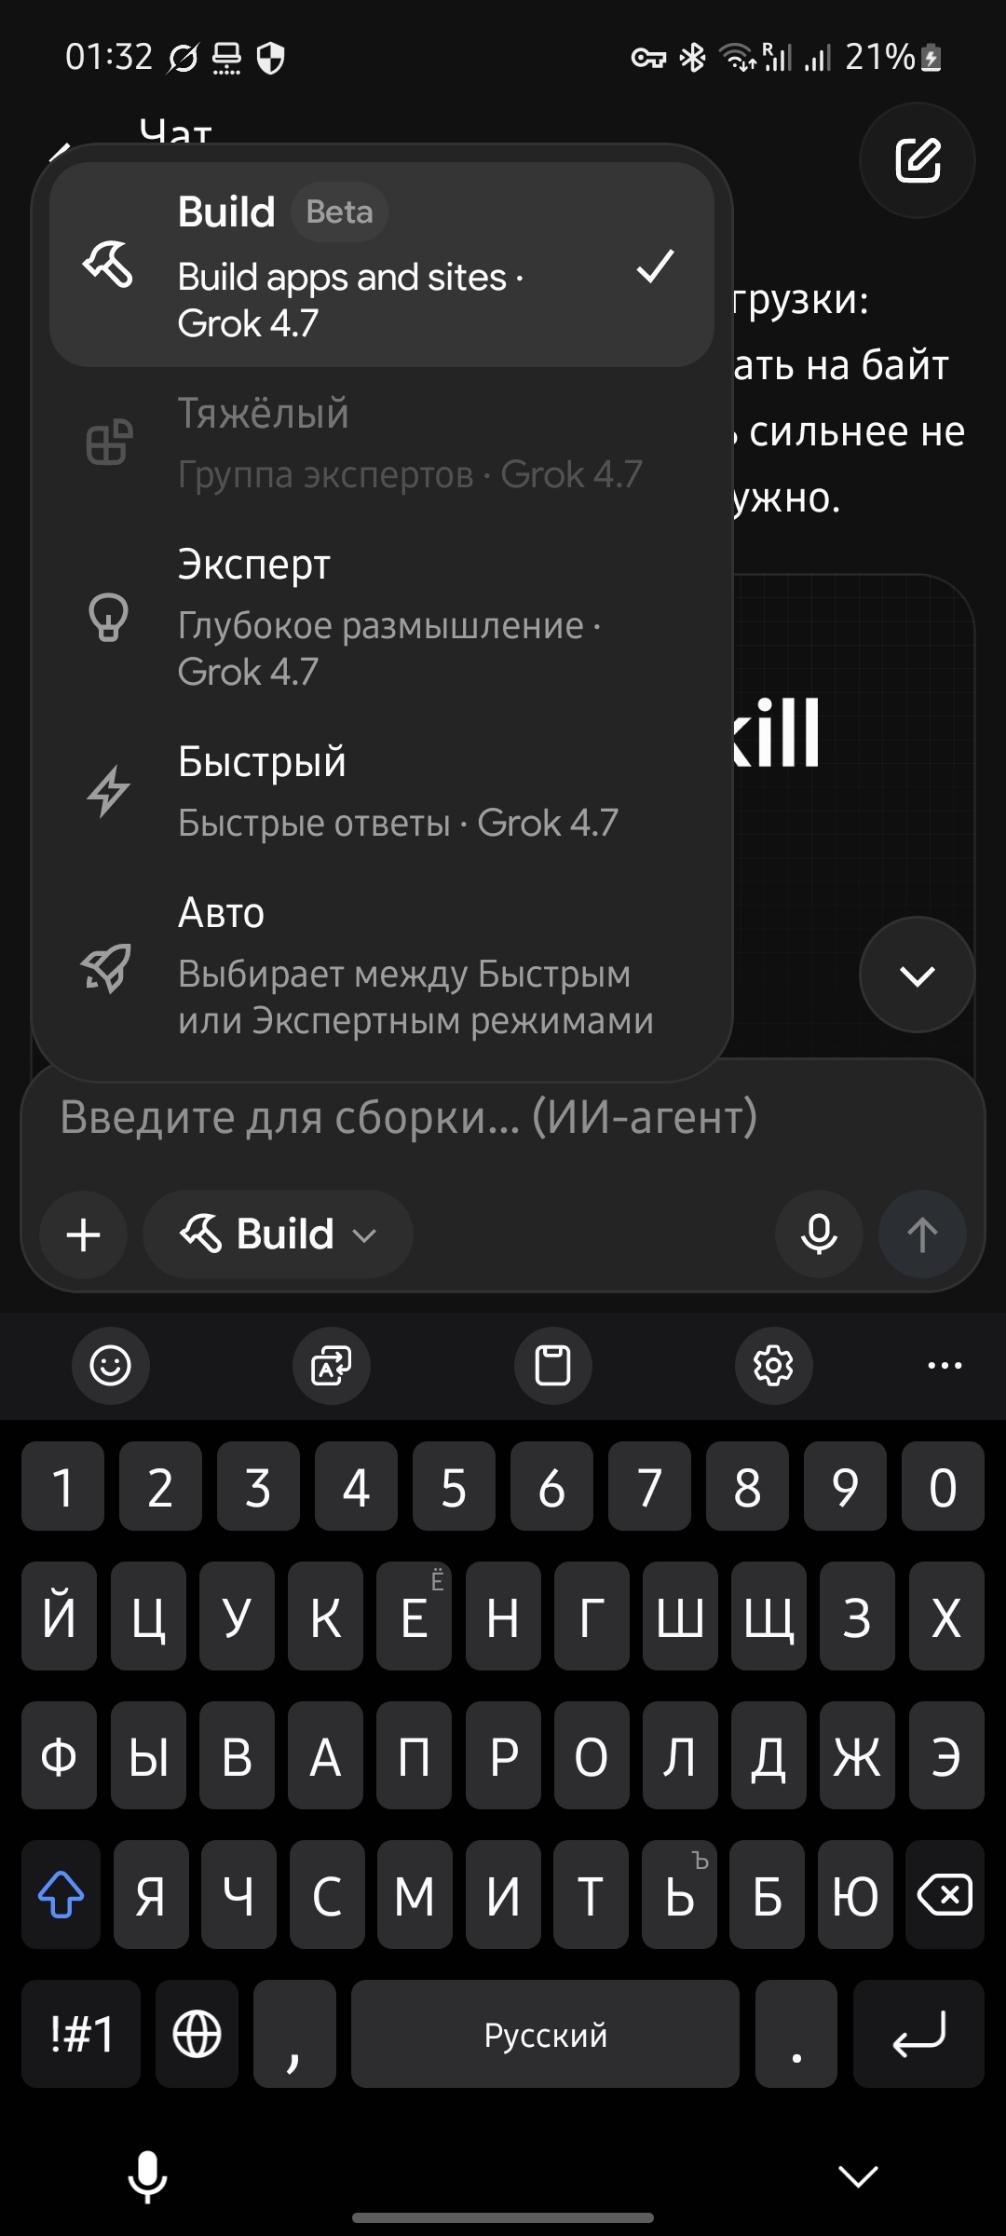 01:32
R
21%
Чат
Build Beta
Build apps and sites ·
Grok 4.7
Тяжёлый
Группа экспертов · Grok 4.7
Эксперт
Глубокое размышление ·
Grok 4.7
Быстрый
Быстрые ответы · Grok 4.7
Авто
Выбирает между Быстрым
или Экспертным режимами
грузки:
ать на байт
сильнее не
ужно.
kill
Введите для сборки... (ИИ-агент)
Build
1 2 3 4 5 6 7 8 9 0
Й Ц У К Е Ё Н Г Ш Щ З Х
Ф Ы В А П Р О Л Д Ж Э
Я Ч С М И Т Ь Ъ Б Ю
!#1 , Русский .